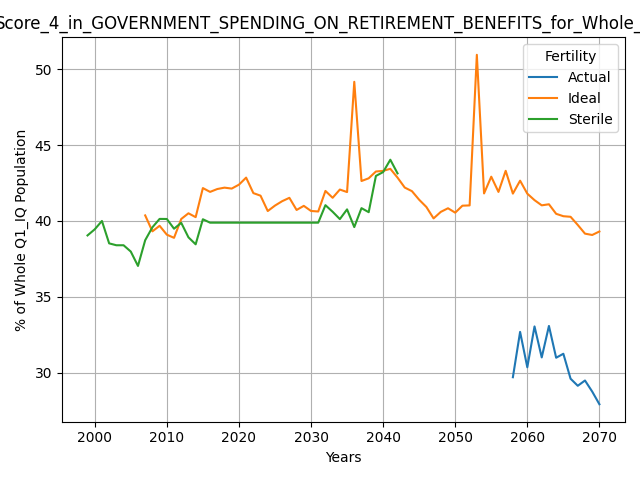 Score_4_in_GOVERNMENT_SPENDING_ON_RETIREMENT_BENEFITS_for_Whole_
Fertility
Actual
Ideal
Sterile
% of Whole Q1_IQ Population
50
45
40
35
30
2000 2010 2020 2030 2040 2050 2060 2070
Years